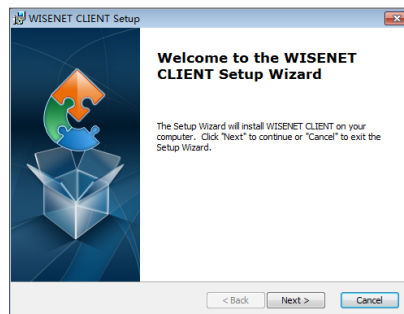 WISENET CLIENT Setup
Welcome to the WISENET
CLIENT Setup Wizard
The Setup Wizard will install WISENET CLIENT on your
computer. Click "Next" to continue or "Cancel" to exit the
Setup Wizard.
< Back Next > Cancel